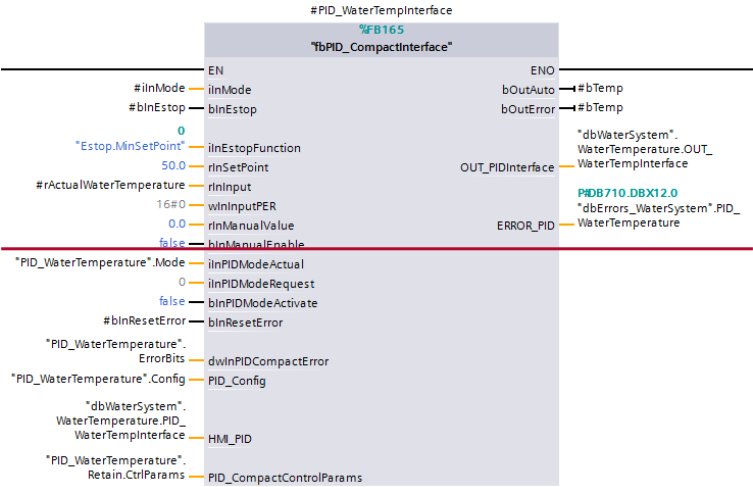 #PID_WaterTempInterface
%FB165
"fbPID_CompactInterface"
EN ENO
#iInMode iInMode bOutAuto #bTemp
#bInEstop bInEstop bOutError #bTemp
0
"Estop.MinSetPoint" iInEstopFunction
"dbWaterSystem".
WaterTemperature.OUT_
WaterTempInterface
50.0 rInSetPoint OUT_PIDInterface
#rActualWaterTemperature rInInput
16#0 wInInputPER
P#DB710.DBX12.0
"dbErrors_WaterSystem".PID_
WaterTemperature
0.0 rInManualValue ERROR_PID
false bInManualEnable
"PID_WaterTemperature".Mode iInPIDModeActual
0 iInPIDModeRequest
false bInPIDModeActivate
#bInResetError bInResetError
"PID_WaterTemperature".
ErrorBits dwInPIDCompactError
"PID_WaterTemperature".Config PID_Config
"dbWaterSystem".
WaterTemperature.PID_
WaterTempInterface HMI_PID
"PID_WaterTemperature".
Retain.CtrlParams PID_CompactControlParams